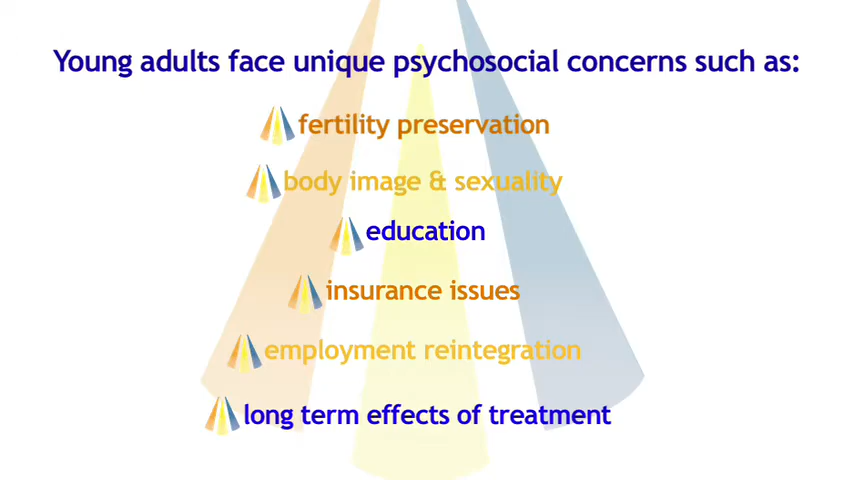 Young adults face unique psychosocial concerns such as:
fertility preservation
body image & sexuality
education
insurance issues
employment reintegration
long term effects of treatment